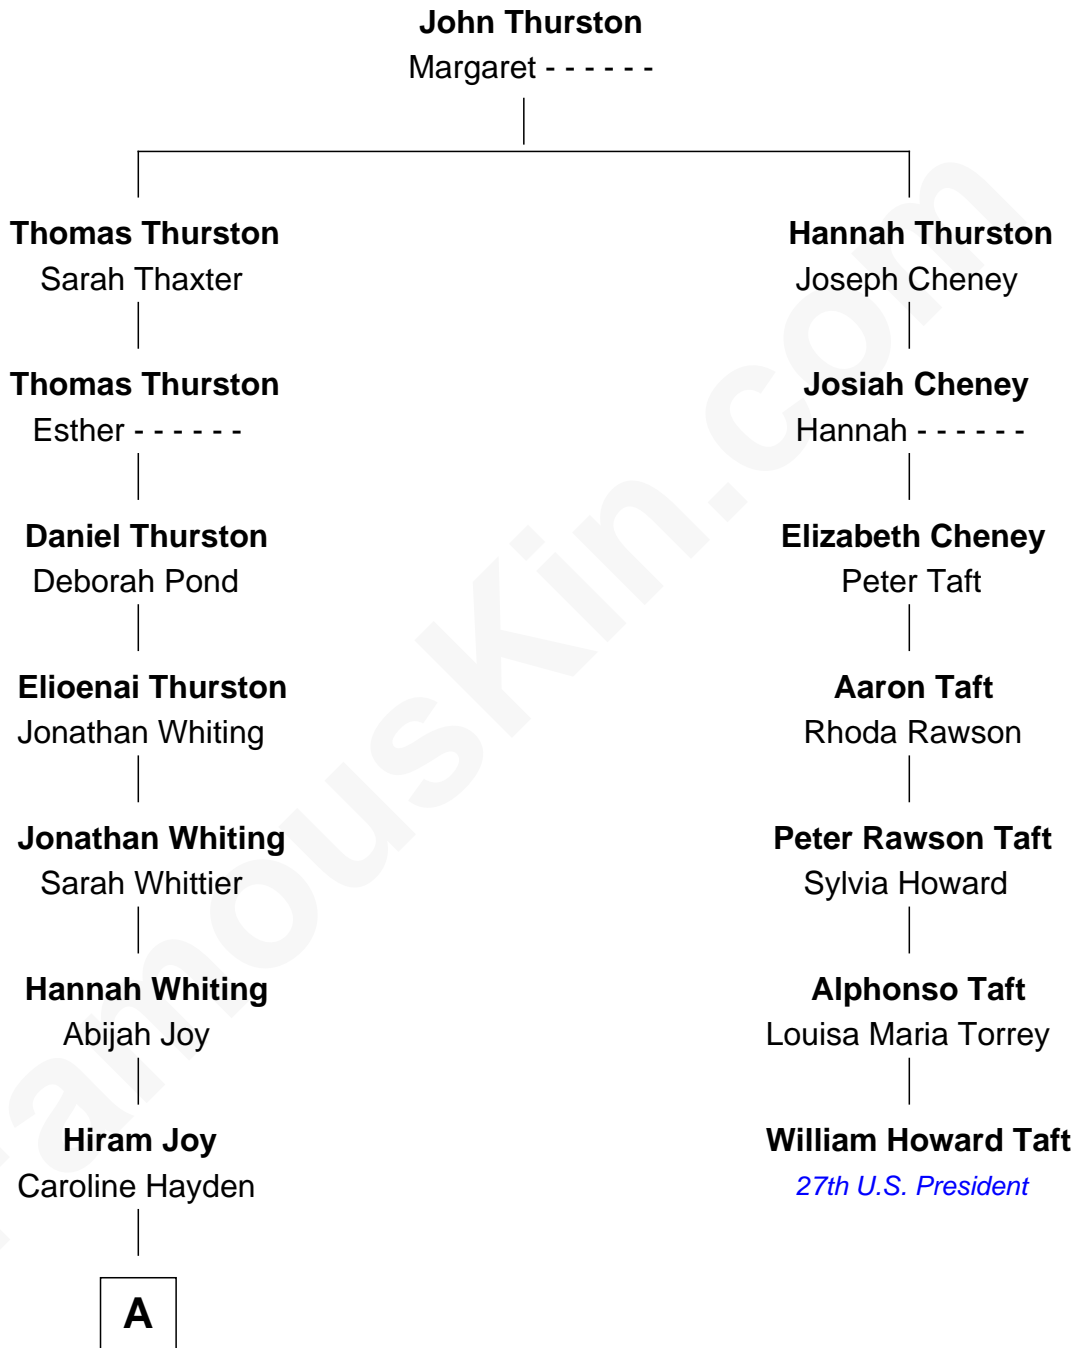 John Thurston
Margaret - - - - - -
Thomas Thurston
Sarah Thaxter
Hannah Thurston
Joseph Cheney
Thomas Thurston
Esther - - - - - -
Josiah Cheney
Hannah - - - - - -
Daniel Thurston
Deborah Pond
Elizabeth Cheney
Peter Taft
Elioenai Thurston
Jonathan Whiting
Aaron Taft
Rhoda Rawson
Jonathan Whiting
Sarah Whittier
Peter Rawson Taft
Sylvia Howard
Hannah Whiting
Abijah Joy
Alphonso Taft
Louisa Maria Torrey
Hiram Joy
Caroline Hayden
William Howard Taft
27th U.S. President
A
FamousKin.com